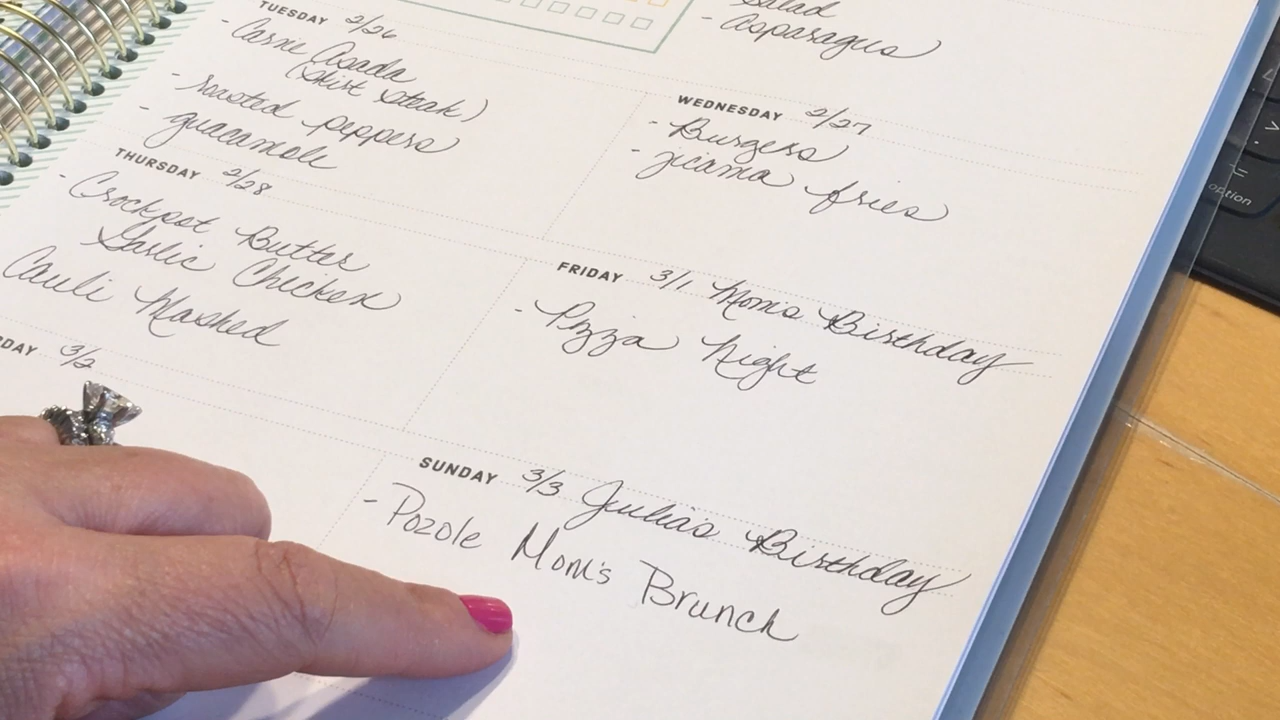 Salad
- Asparagus
TUESDAY 2/26
- Carne Asada
(skirt steak)
- roasted peppers
- guacamole
WEDNESDAY 2/27
- Burgers
- jicama fries
THURSDAY 2/28
- Crockpot Butter
Garlic Chicken
Cauli Mashed
FRIDAY 3/1 Mom's Birthday
- Pizza Night
DAY 3/2
SUNDAY 3/3 Julia's Birthday
- Pozole Mom's Brunch
option